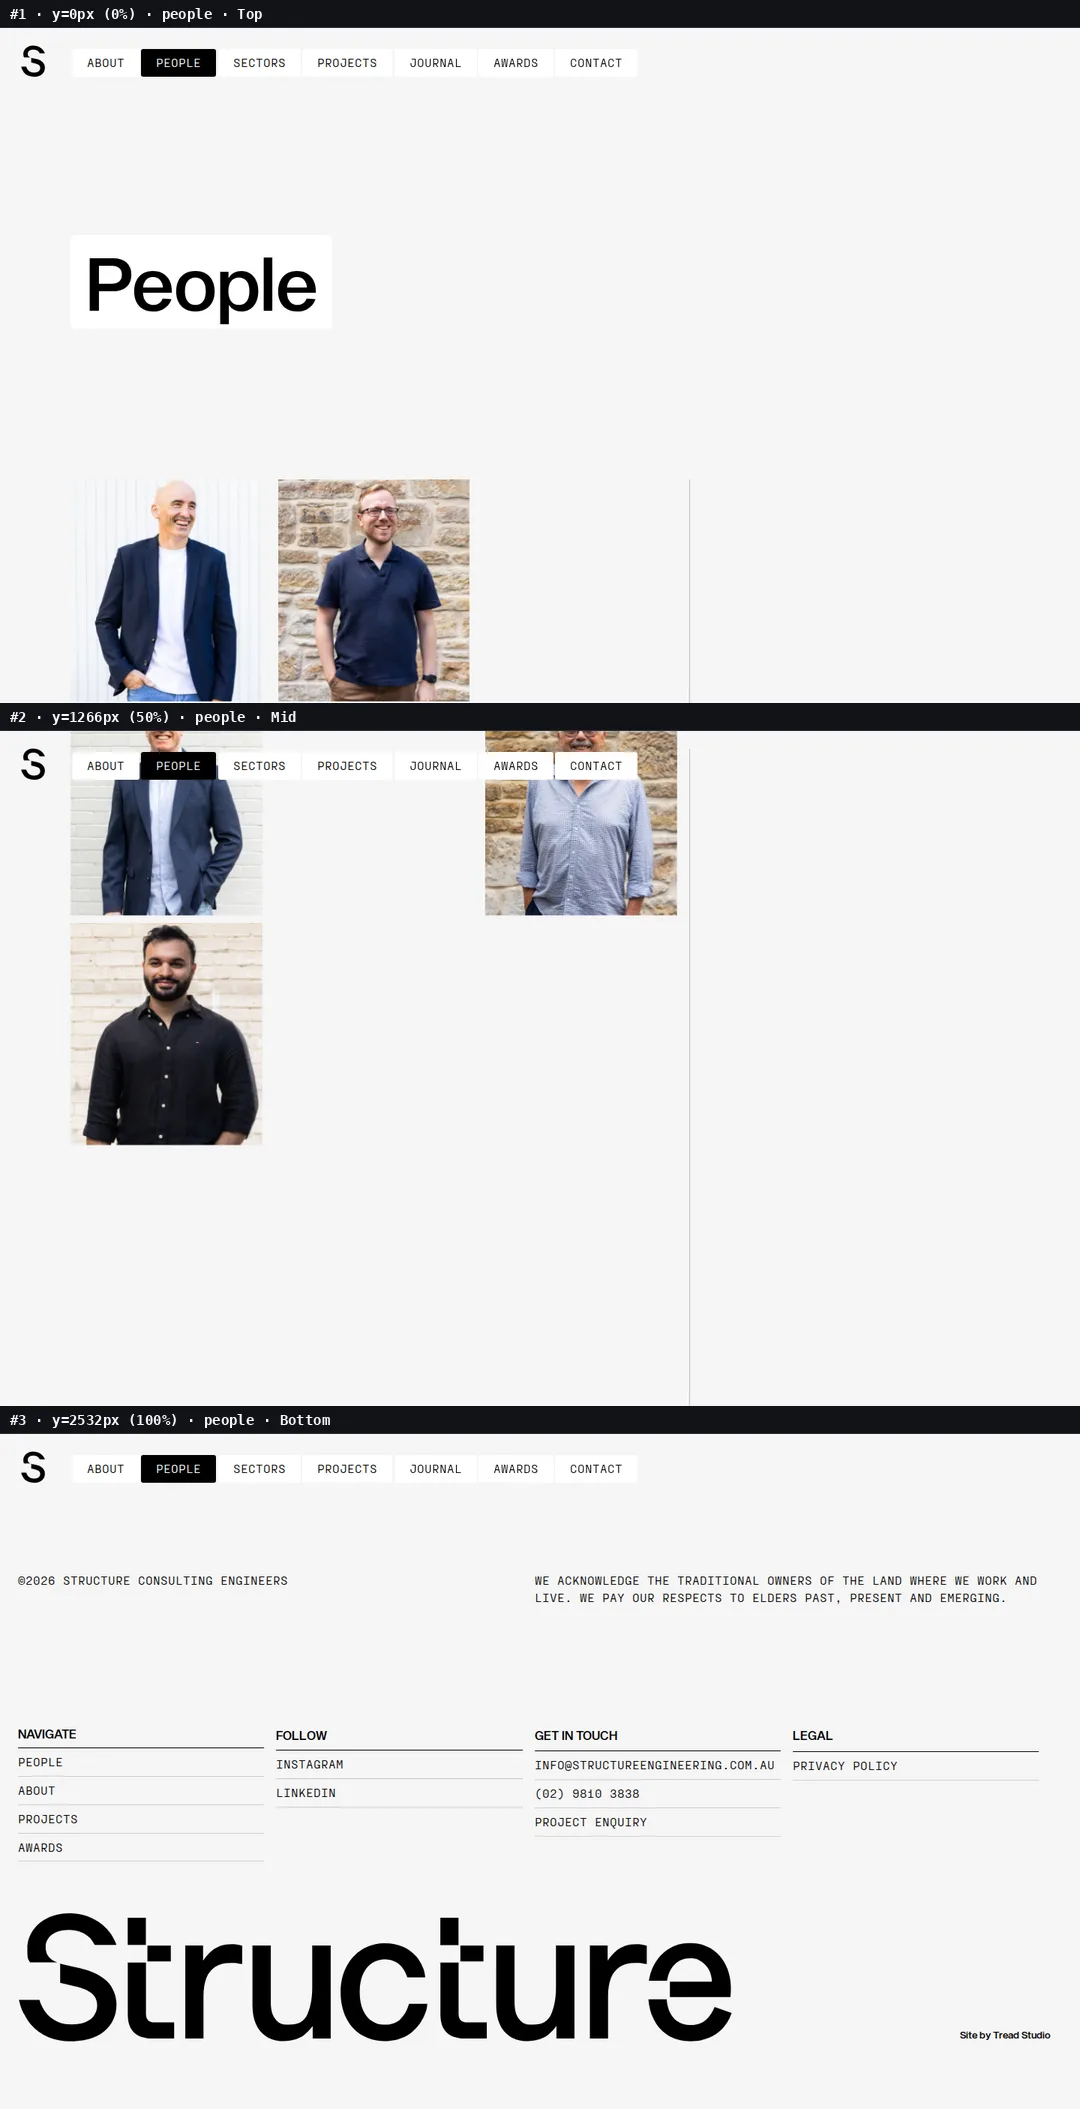 #1 · y=0px (0%) · people · Top
S
ABOUT
PEOPLE
SECTORS
PROJECTS
JOURNAL
AWARDS
CONTACT
People
#2 · y=1266px (50%) · people · Mid
S
ABOUT
PEOPLE
SECTORS
PROJECTS
JOURNAL
AWARDS
CONTACT
#3 · y=2532px (100%) · people · Bottom
S
ABOUT
PEOPLE
SECTORS
PROJECTS
JOURNAL
AWARDS
CONTACT
©2026 STRUCTURE CONSULTING ENGINEERS
WE ACKNOWLEDGE THE TRADITIONAL OWNERS OF THE LAND WHERE WE WORK AND
LIVE. WE PAY OUR RESPECTS TO ELDERS PAST, PRESENT AND EMERGING.
NAVIGATE
PEOPLE
ABOUT
PROJECTS
AWARDS
FOLLOW
INSTAGRAM
LINKEDIN
GET IN TOUCH
INFO@STRUCTUREENGINEERING.COM.AU
(02) 9810 3838
PROJECT ENQUIRY
LEGAL
PRIVACY POLICY
Structure
Site by Tread Studio